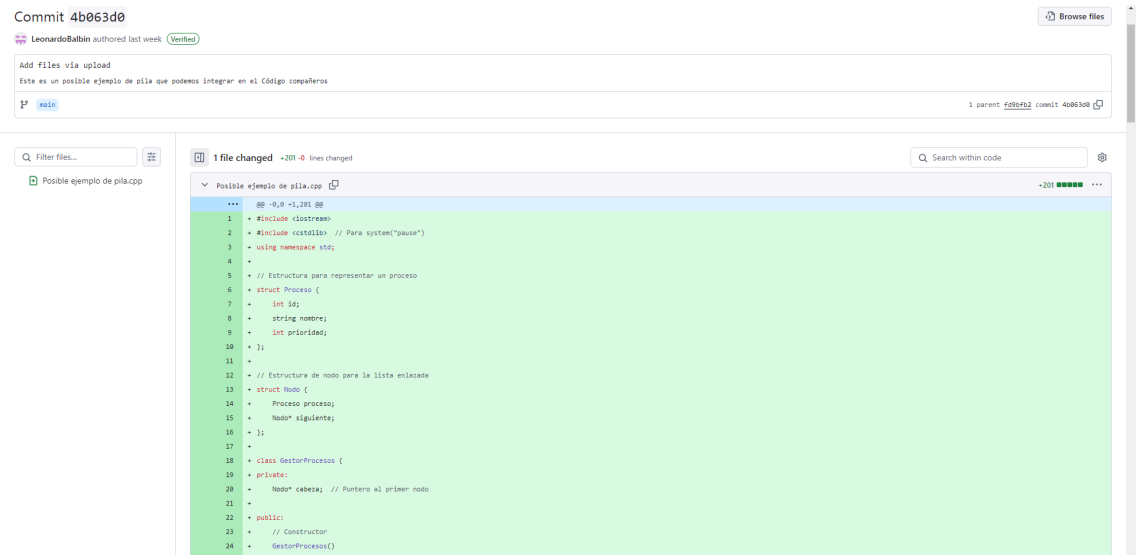 Commit 4b063d0
Browse files
LeonardoBalbin authored last week Verified
Add files via upload
Este es un posible ejemplo de pila que podemos integrar en el Código compañeros
main
1 parent fd9bfb2 commit 4b063d0
Filter files...
Posible ejemplo de pila.cpp
1 file changed +201 -0 lines changed
Search within code
Posible ejemplo de pila.cpp
+201
@@ -0,0 +1,201 @@
1 + #include <iostream>
2 + #include <cstdlib> // Para system("pause")
3 + using namespace std;
4 +
5 + // Estructura para representar un proceso
6 + struct Proceso {
7 + int id;
8 + string nombre;
9 + int prioridad;
10 + };
11 +
12 + // Estructura de nodo para la lista enlazada
13 + struct Nodo {
14 + Proceso proceso;
15 + Nodo* siguiente;
16 + };
17 +
18 + class GestorProcesos {
19 + private:
20 + Nodo* cabeza; // Puntero al primer nodo
21 +
22 + public:
23 + // Constructor
24 + GestorProcesos()